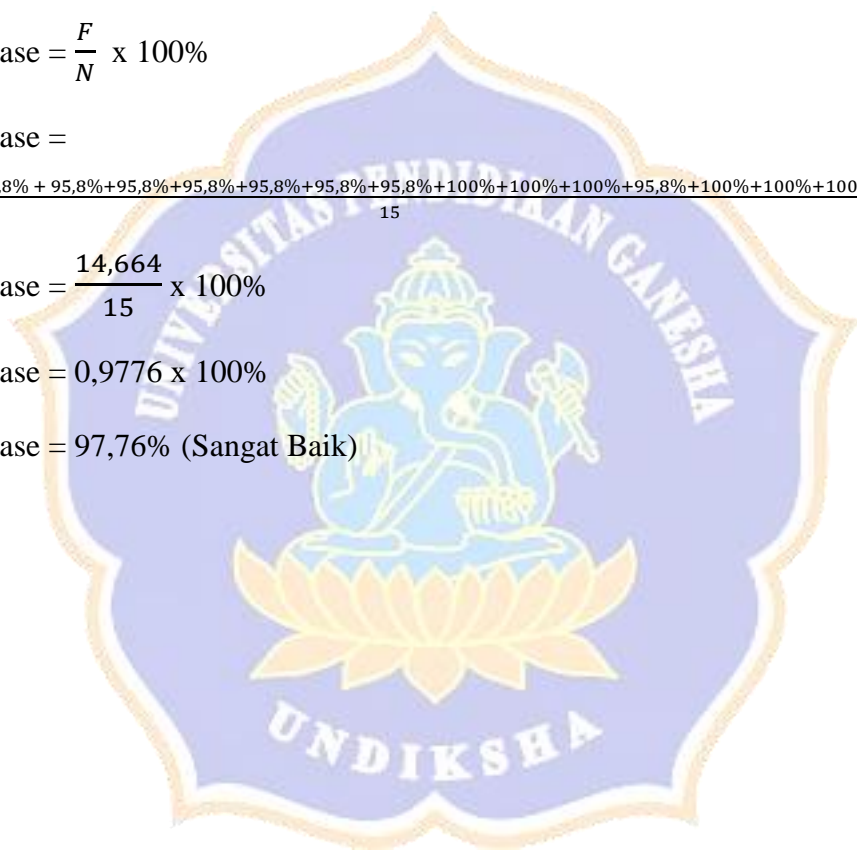 ase = F/N x 100%
ase =
,8% + 95,8%+95,8%+95,8%+95,8%+95,8%+95,8%+100%+100%+100%+95,8%+100%+100%+100
15
ase = 14,664/15 x 100%
ase = 0,9776 x 100%
ase = 97,76% (Sangat Baik)
UNIVERSITAS PENDIDIKAN GANESHA
UNDIKSHA